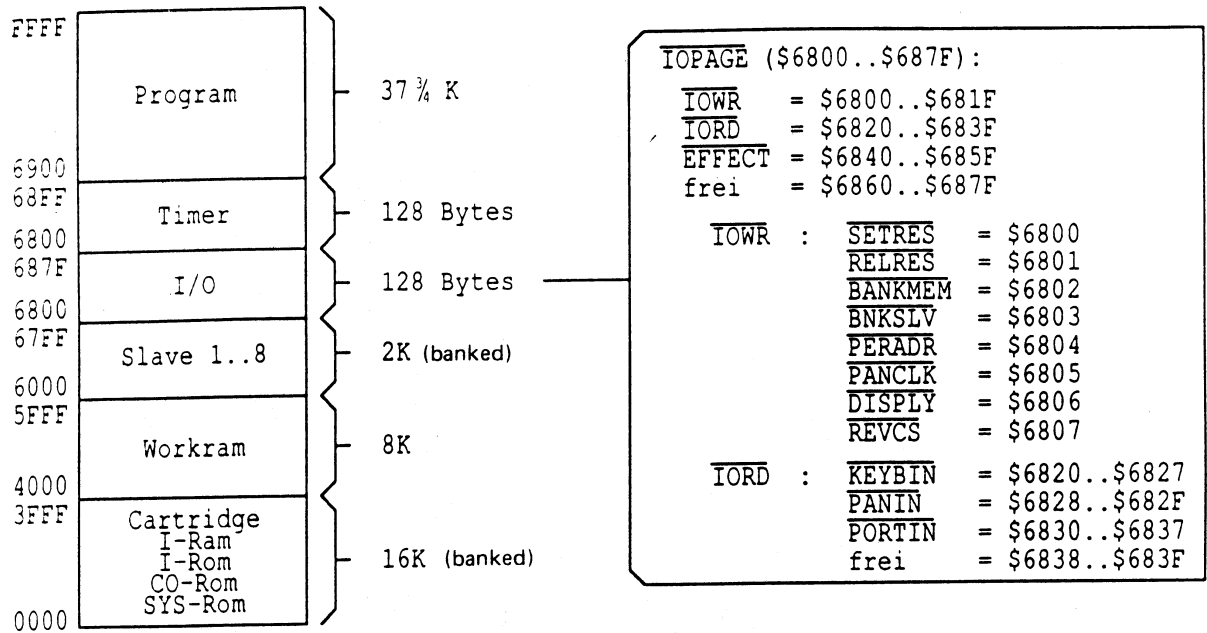 FFFF
Program
37 ¾ K
6900
68FF
Timer
128 Bytes
6800
687F
I/O
128 Bytes
6800
67FF
Slave 1..8
2K (banked)
6000
5FFF
Workram
8K
4000
3FFF
Cartridge
I-Ram
I-Rom
CO-Rom
SYS-Rom
16K (banked)
0000
IOPAGE ($6800..$687F):
IOWR = $6800..$681F
IORD = $6820..$683F
EFFECT = $6840..$685F
frei = $6860..$687F
IOWR : SETRES = $6800
RELRES = $6801
BANKMEM = $6802
BNKSLV = $6803
PERADR = $6804
PANCLK = $6805
DISPLY = $6806
REVCS = $6807
IORD : KEYBIN = $6820..$6827
PANIN = $6828..$682F
PORTIN = $6830..$6837
frei = $6838..$683F